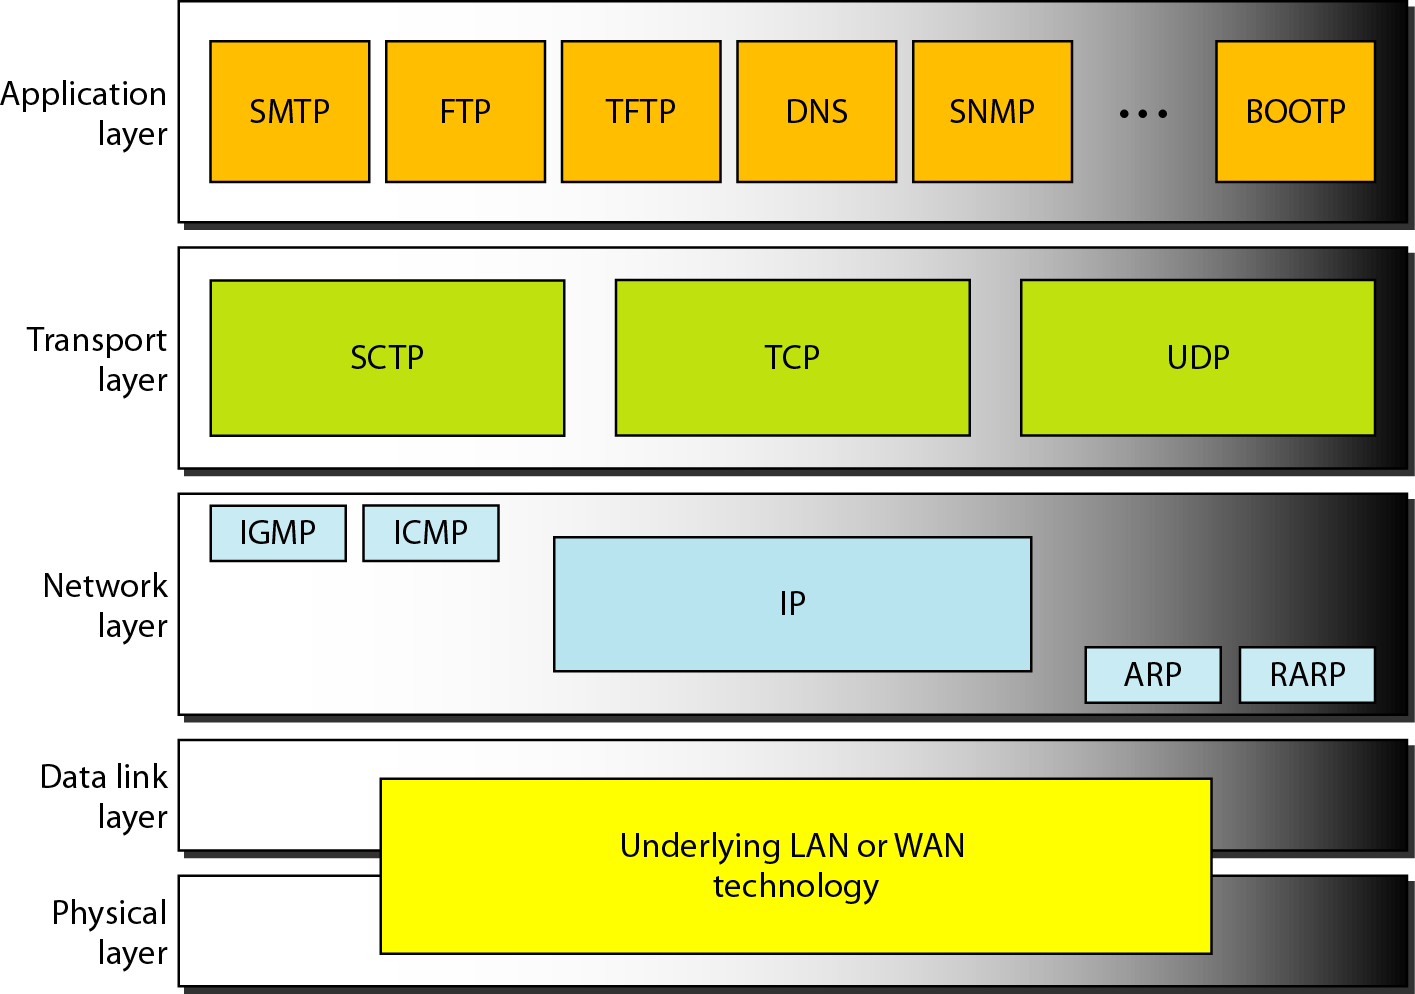 Application
layer
SMTP
FTP
TFTP
DNS
SNMP
...
BOOTP
Transport
layer
SCTP
TCP
UDP
Network
layer
IGMP
ICMP
IP
ARP
RARP
Data link
layer
Underlying LAN or WAN
technology
Physical
layer